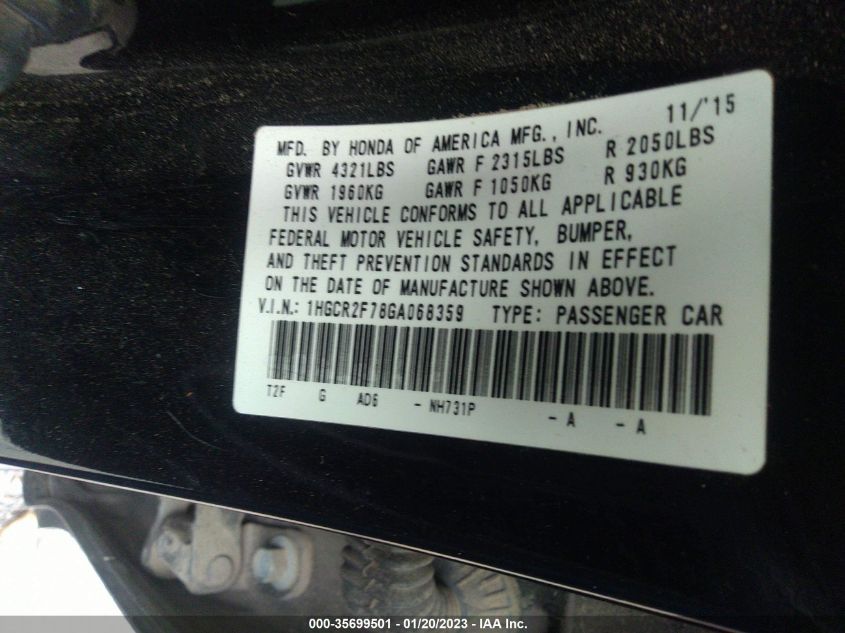 11/'15
MFD. BY HONDA OF AMERICA MFG., INC.
GVWR 4321LBS GAWR F 2315LBS R 2050LBS
GVWR 1960KG GAWR F 1050KG R 930KG
THIS VEHICLE CONFORMS TO ALL APPLICABLE
FEDERAL MOTOR VEHICLE SAFETY, BUMPER,
AND THEFT PREVENTION STANDARDS IN EFFECT
ON THE DATE OF MANUFACTURE SHOWN ABOVE.
V.I.N.: 1HGCR2F78GA068359 TYPE: PASSENGER CAR
T2F G AD6 - NH731P - A - A
000-35699501 - 01/20/2023 - IAA Inc.